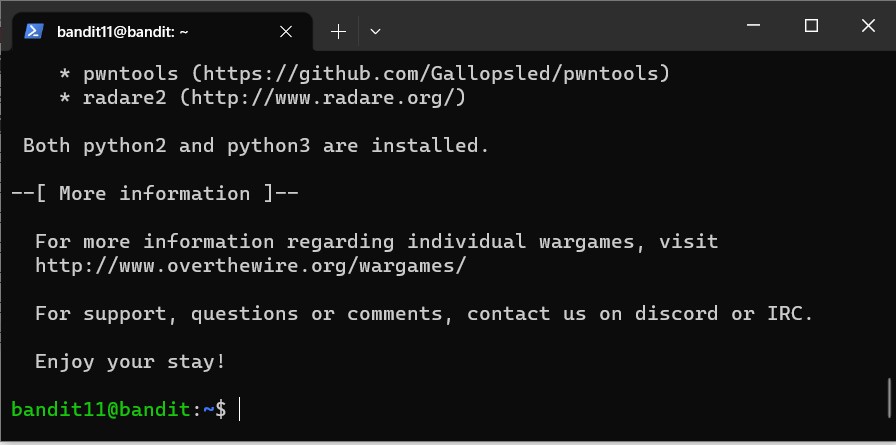 bandit11@bandit: ~
* pwntools (https://github.com/Gallopsled/pwntools)
* radare2 (http://www.radare.org/)
Both python2 and python3 are installed.
--[ More information ]--
For more information regarding individual wargames, visit
http://www.overthewire.org/wargames/
For support, questions or comments, contact us on discord or IRC.
Enjoy your stay!
bandit11@bandit:~$